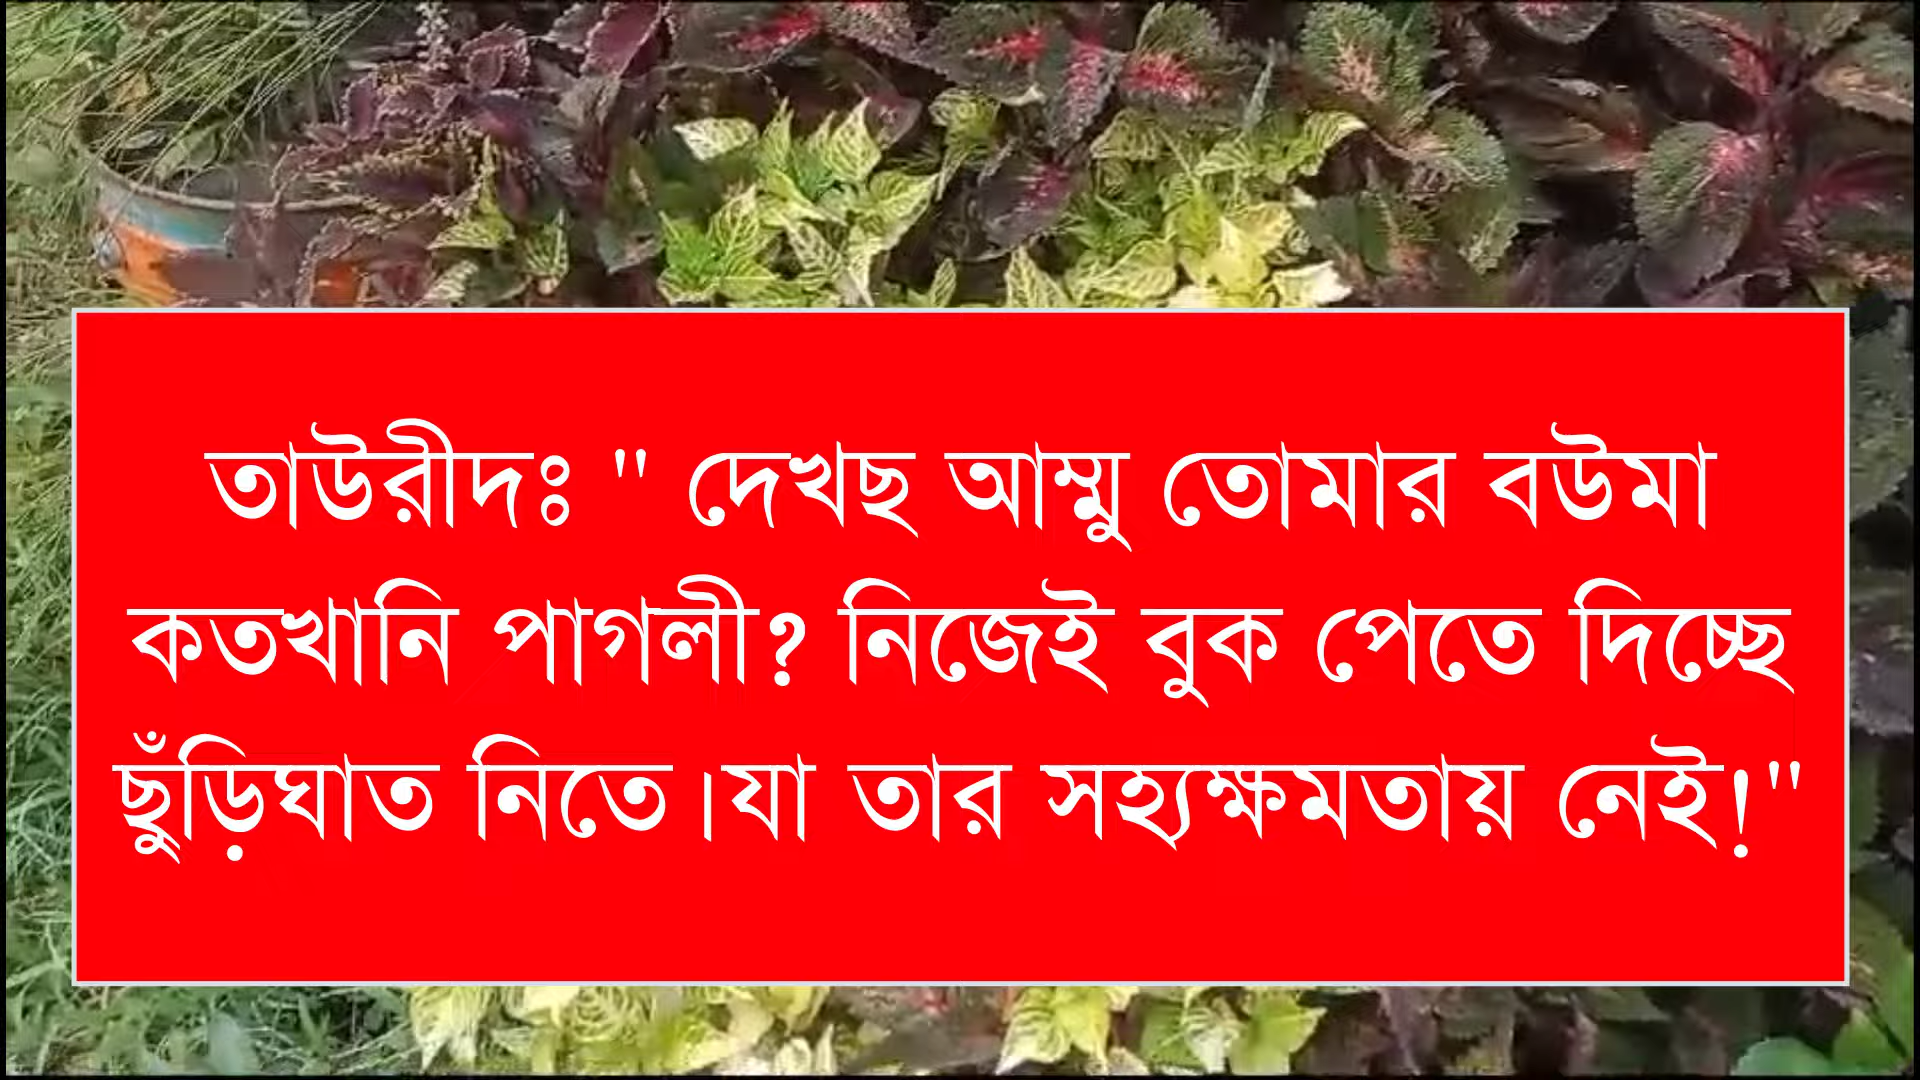 তাউরীদঃ " দেখছ আম্মু তোমার বউমা
কতখানি পাগলী? নিজেই বুক পেতে দিচ্ছে
ছুঁড়িঘাত নিতে।যা তার সহ্যক্ষমতায় নেই!"